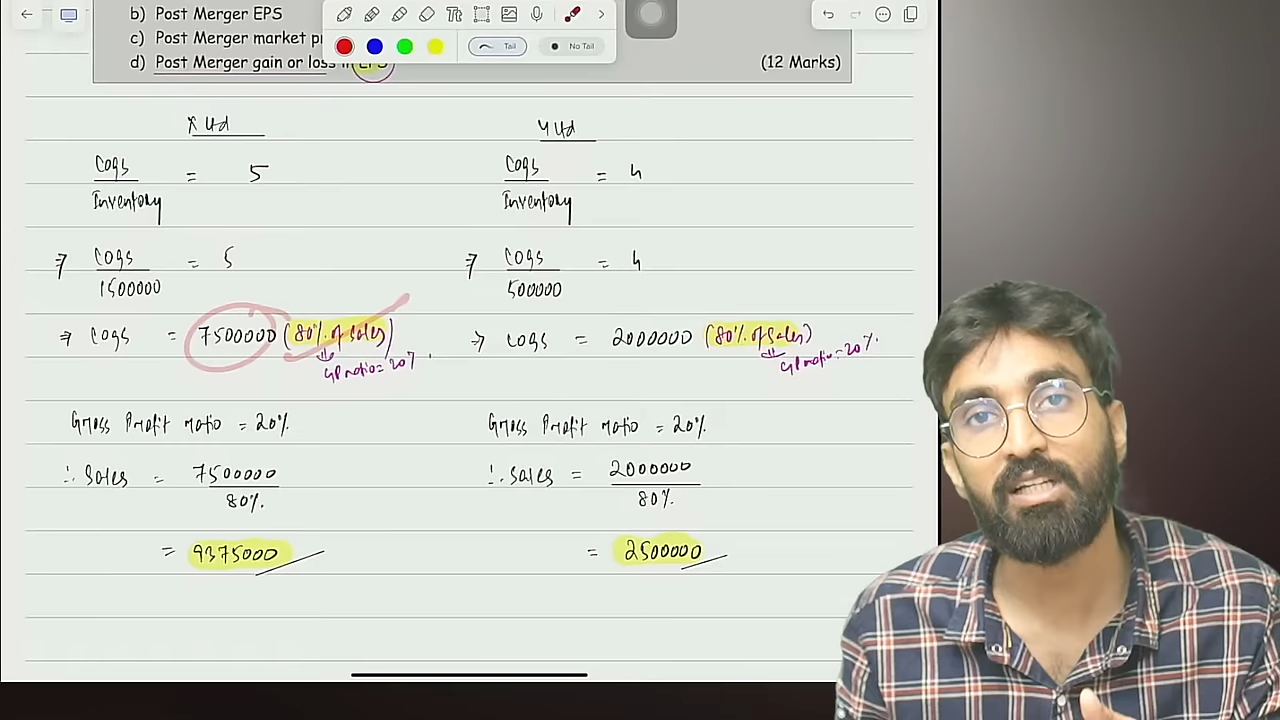 b) Post Merger EPS
c) Post Merger market
d) Post Merger gain or loss in EPS (12 Marks)
Tail
No Tail
X Ltd
Cogs / Inventory = 5
⇒ Cogs / 1500000 = 5
⇒ Cogs = 7500000 (80% of sales)
GP ratio = 20%
Gross Profit ratio = 20%
∴ Sales = 7500000 / 80%
= 9375000
Y Ltd
Cogs / Inventory = 4
⇒ Cogs / 500000 = 4
⇒ Cogs = 2000000 (80% of sales)
GP ratio = 20%
Gross Profit ratio = 20%
∴ Sales = 2000000 / 80%
= 2500000